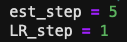 est_step = 5
LR_step = 1